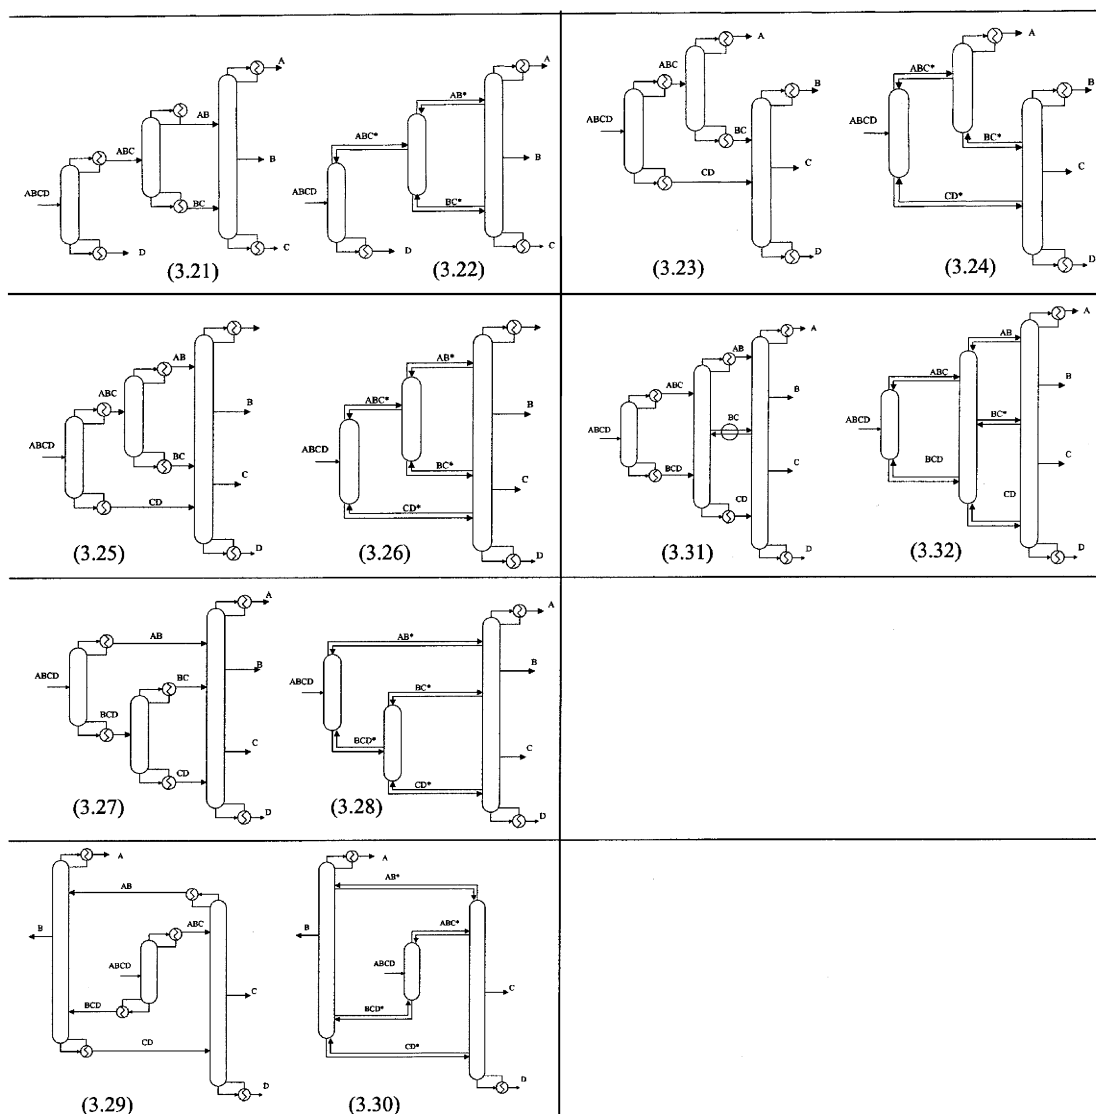 A
ABC
AB
B
ABCD
BC
D
C
(3.21)
A
AB*
ABC*
B
ABCD
BC*
D
C
(3.22)
A
ABC
B
ABCD
BC
C
CD
D
(3.23)
A
ABC*
B
ABCD
BC*
C
CD*
D
(3.24)
AB
ABC
B
ABCD
BC
C
CD
D
(3.25)
AB*
ABC*
B
ABCD
BC*
C
CD*
D
(3.26)
A
AB
ABC
B
ABCD
BC
BCD
C
CD
D
(3.31)
A
AB
ABC
B
ABCD
BC*
BCD
C
CD
D
(3.32)
A
AB
B
ABCD
BC
BCD
C
CD
D
(3.27)
A
AB*
B
ABCD
BC*
BCD*
C
CD*
D
(3.28)
A
AB
B
ABC
ABCD
C
BCD
CD
D
(3.29)
A
AB*
B
ABC*
ABCD
C
BCD*
CD*
D
(3.30)